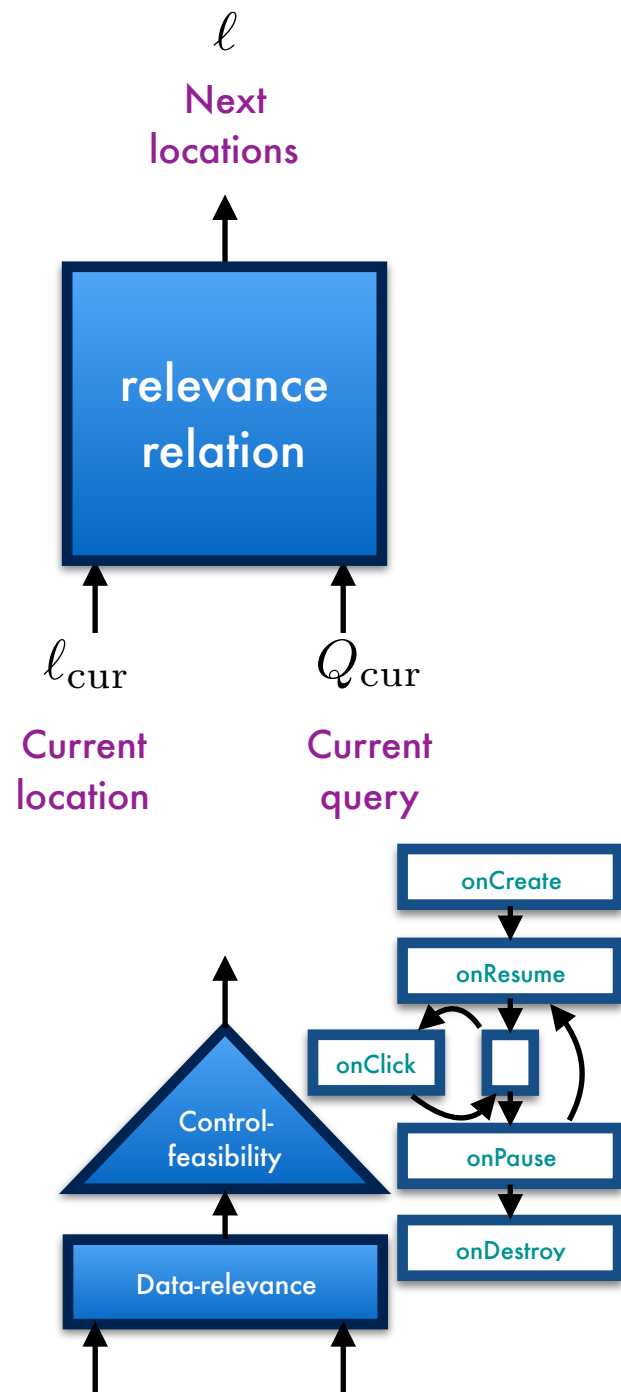 ℓ
Next
locations
relevance
relation
ℓcur
Qcur
Current
location
Current
query
onCreate
onResume
onClick
Control-
feasibility
onPause
onDestroy
Data-relevance